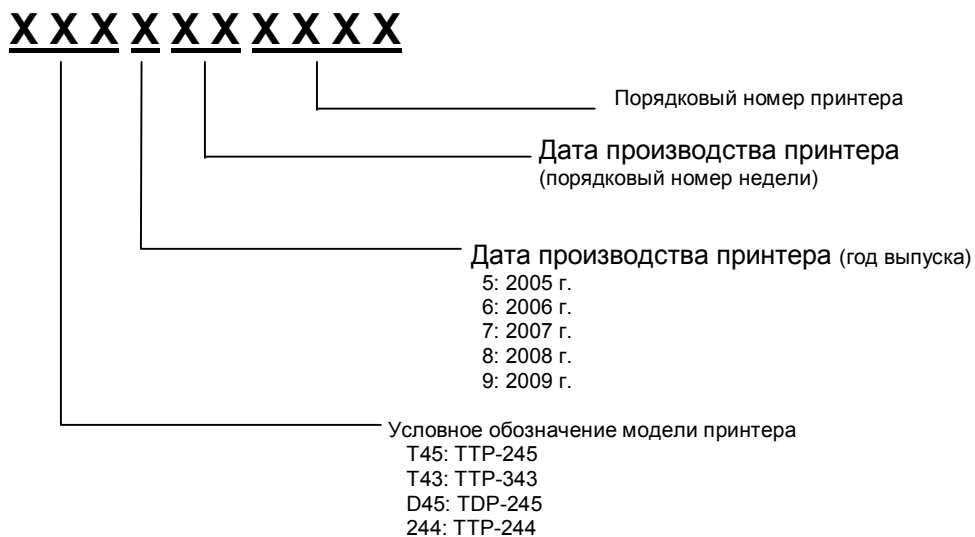 X X X X X X X X X X
Порядковый номер принтера
Дата производства принтера
(порядковый номер недели)
Дата производства принтера (год выпуска)
5: 2005 г.
6: 2006 г.
7: 2007 г.
8: 2008 г.
9: 2009 г.
Условное обозначение модели принтера
T45: TTP-245
T43: TTP-343
D45: TDP-245
244: TTP-244